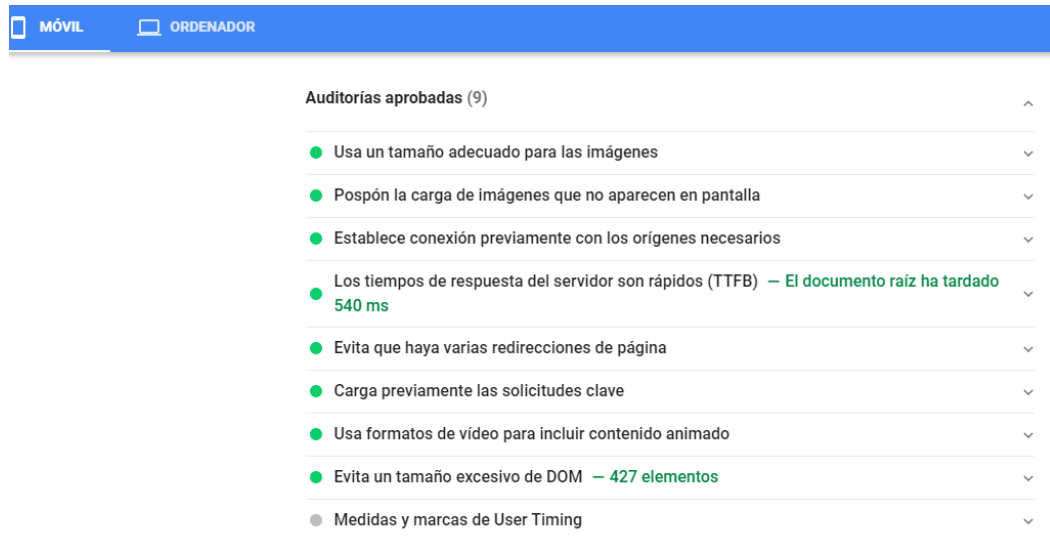 MÓVIL
ORDENADOR
Auditorías aprobadas (9)
Usa un tamaño adecuado para las imágenes
Pospón la carga de imágenes que no aparecen en pantalla
Establece conexión previamente con los orígenes necesarios
Los tiempos de respuesta del servidor son rápidos (TTFB) — El documento raíz ha tardado
540 ms
Evita que haya varias redirecciones de página
Carga previamente las solicitudes clave
Usa formatos de vídeo para incluir contenido animado
Evita un tamaño excesivo de DOM — 427 elementos
Medidas y marcas de User Timing